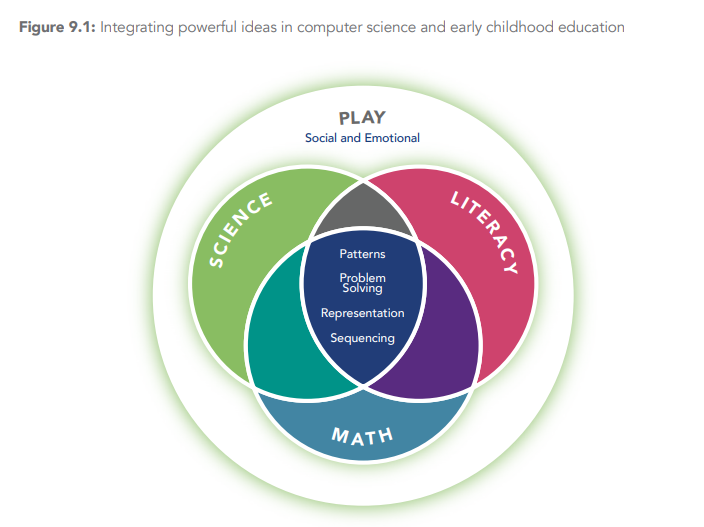 Figure 9.1: Integrating powerful ideas in computer science and early childhood education
PLAY
Social and Emotional
SCIENCE
LITERACY
Patterns
Problem
Solving
Representation
Sequencing
MATH